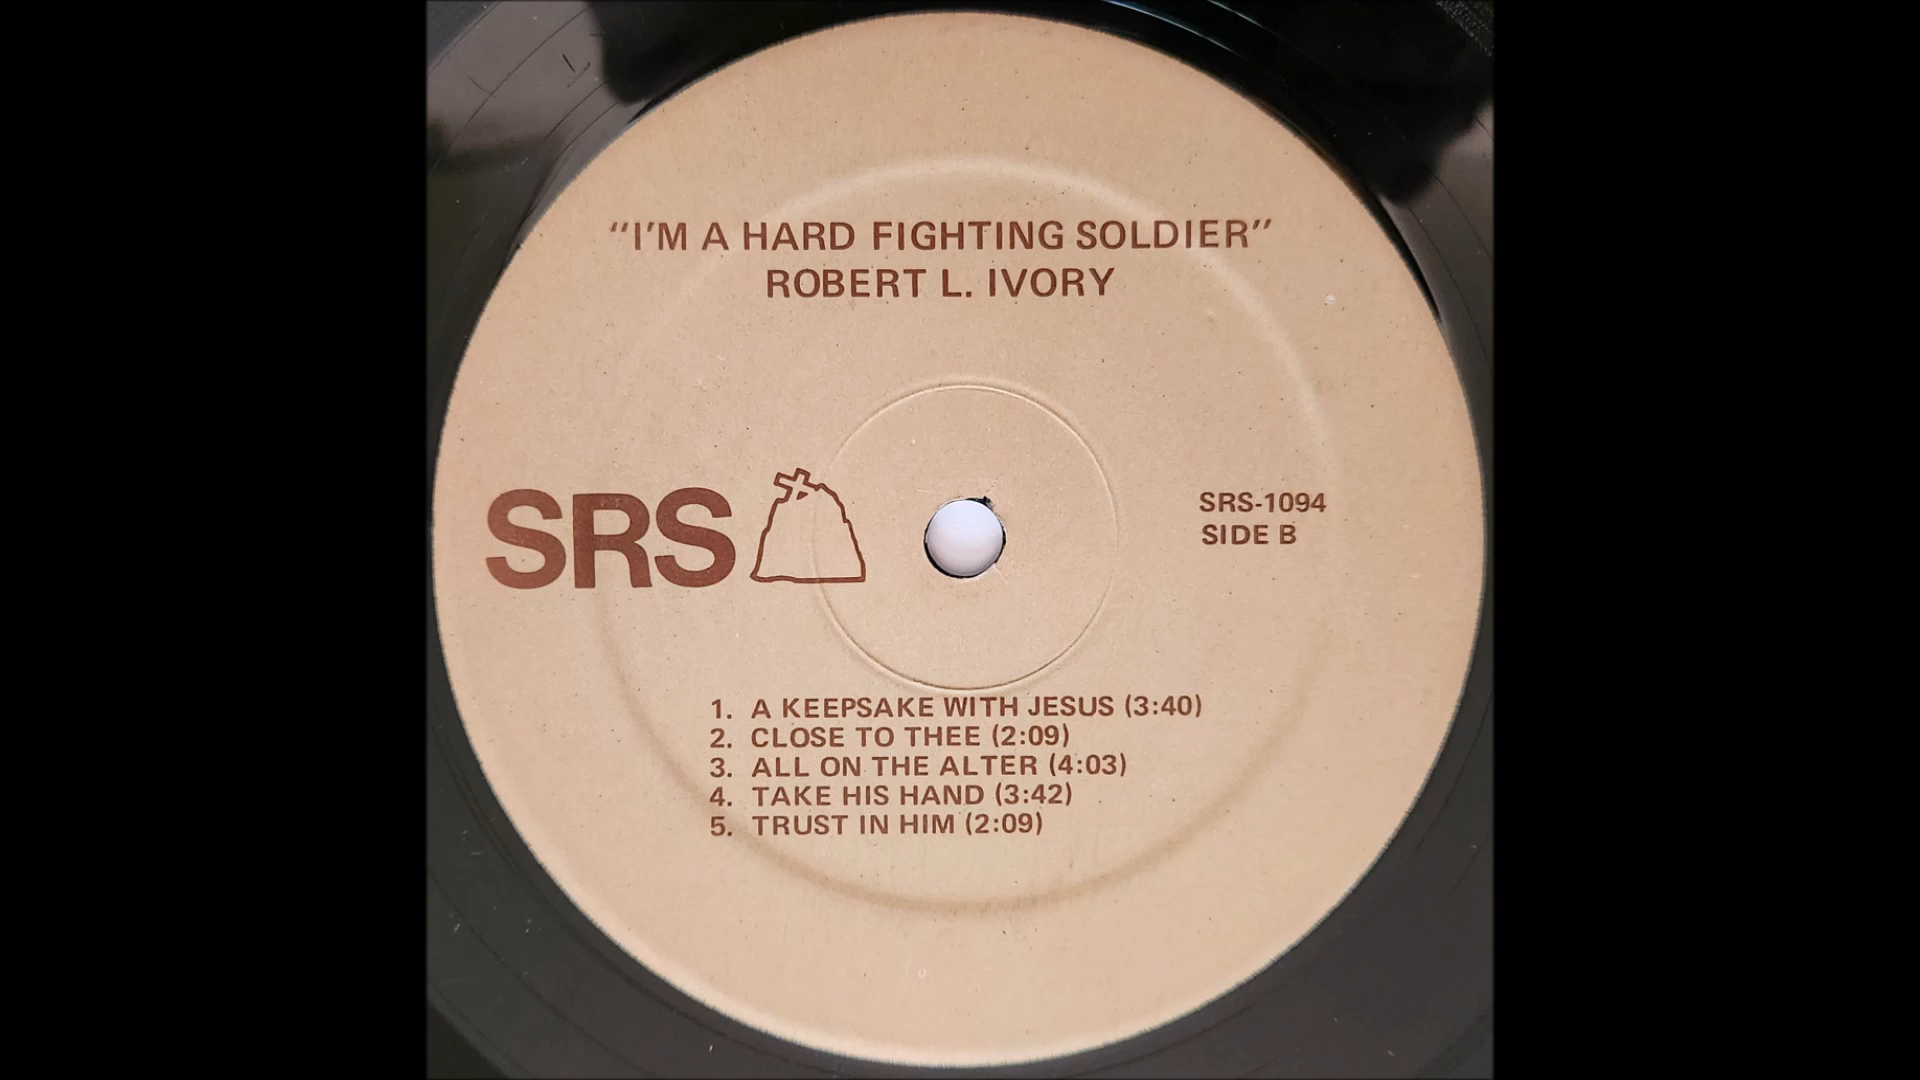 "I'M A HARD FIGHTING SOLDIER"
ROBERT L. IVORY
SRS
SRS-1094
SIDE B
1. A KEEPSAKE WITH JESUS (3:40)
2. CLOSE TO THEE (2:09)
3. ALL ON THE ALTER (4:03)
4. TAKE HIS HAND (3:42)
5. TRUST IN HIM (2:09)